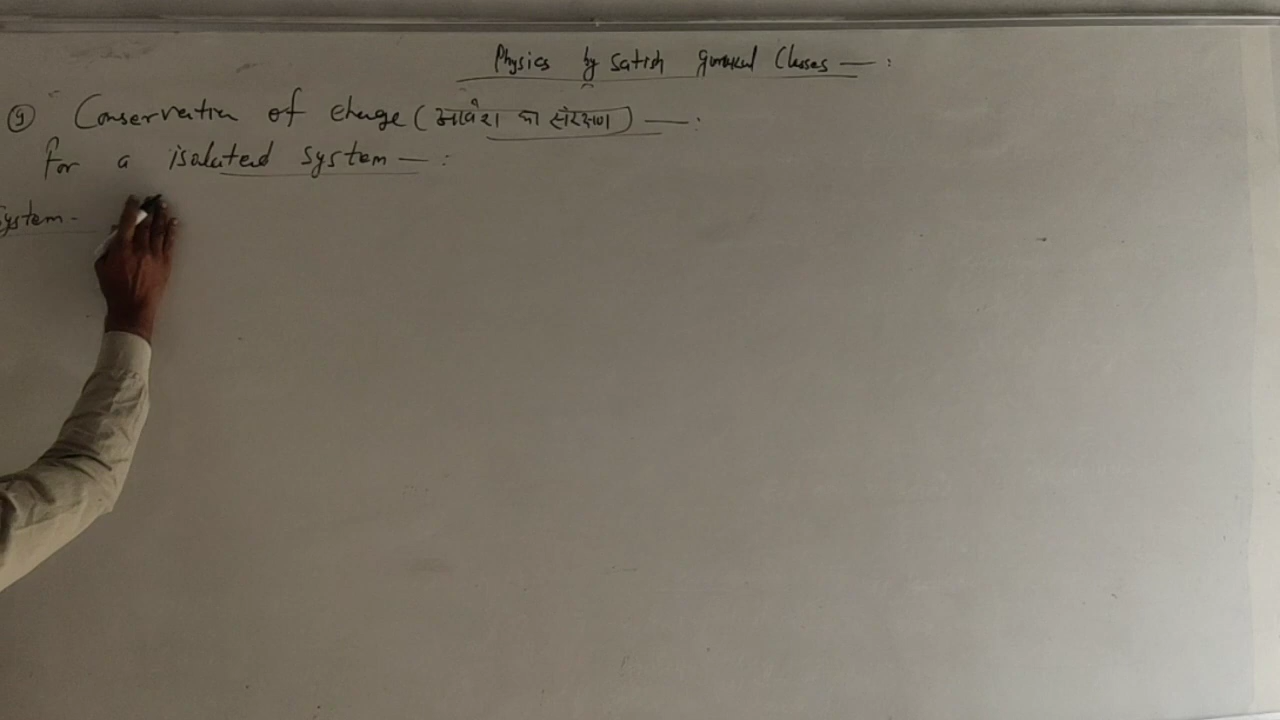 Physics by Satish gurukul Classes — :
(9) Conservation of charge (आवेश का संरक्षण) — :
for a isolated system — :
System -